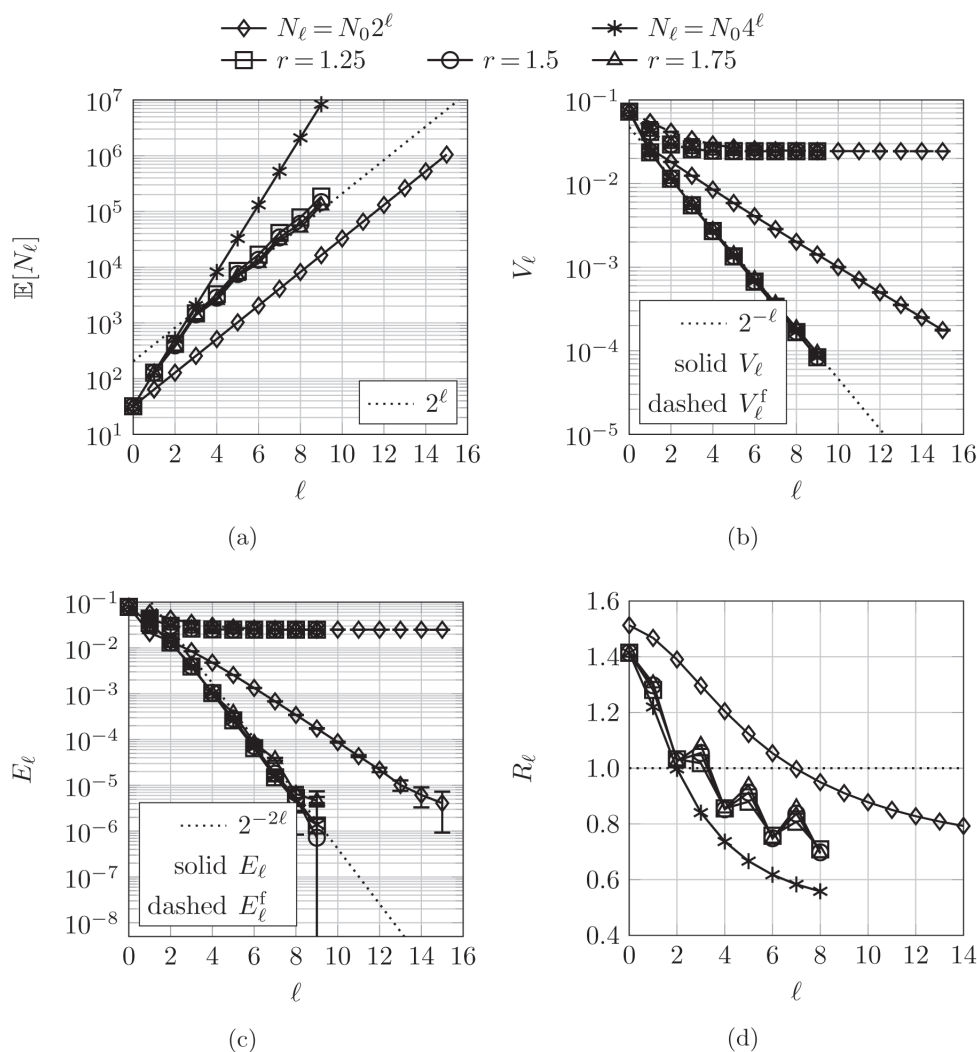 N_ℓ = N_0 2^ℓ
N_ℓ = N_0 4^ℓ
r = 1.25
r = 1.5
r = 1.75
10^7
10^6
10^5
10^4
10^3
10^2
10^1
𝔼[N_ℓ]
2^ℓ
0 2 4 6 8 10 12 14 16
ℓ
(a)
10^−1
10^−2
10^−3
10^−4
10^−5
V_ℓ
2^−ℓ
solid V_ℓ
dashed V_ℓ^f
0 2 4 6 8 10 12 14 16
ℓ
(b)
10^−1
10^−2
10^−3
10^−4
10^−5
10^−6
10^−7
10^−8
E_ℓ
2^−2ℓ
solid E_ℓ
dashed E_ℓ^f
0 2 4 6 8 10 12 14 16
ℓ
(c)
1.6
1.4
1.2
1.0
0.8
0.6
0.4
R_ℓ
0 2 4 6 8 10 12 14
ℓ
(d)